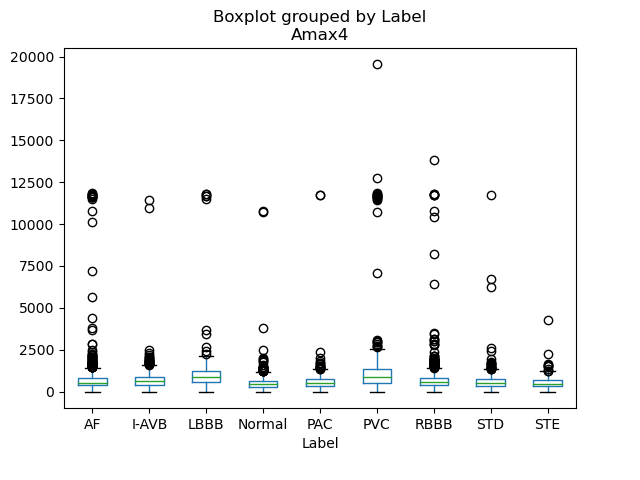 Boxplot grouped by Label
Amax4
20000
17500
15000
12500
10000
7500
5000
2500
0
AF I-AVB LBBB Normal PAC PVC RBBB STD STE
Label